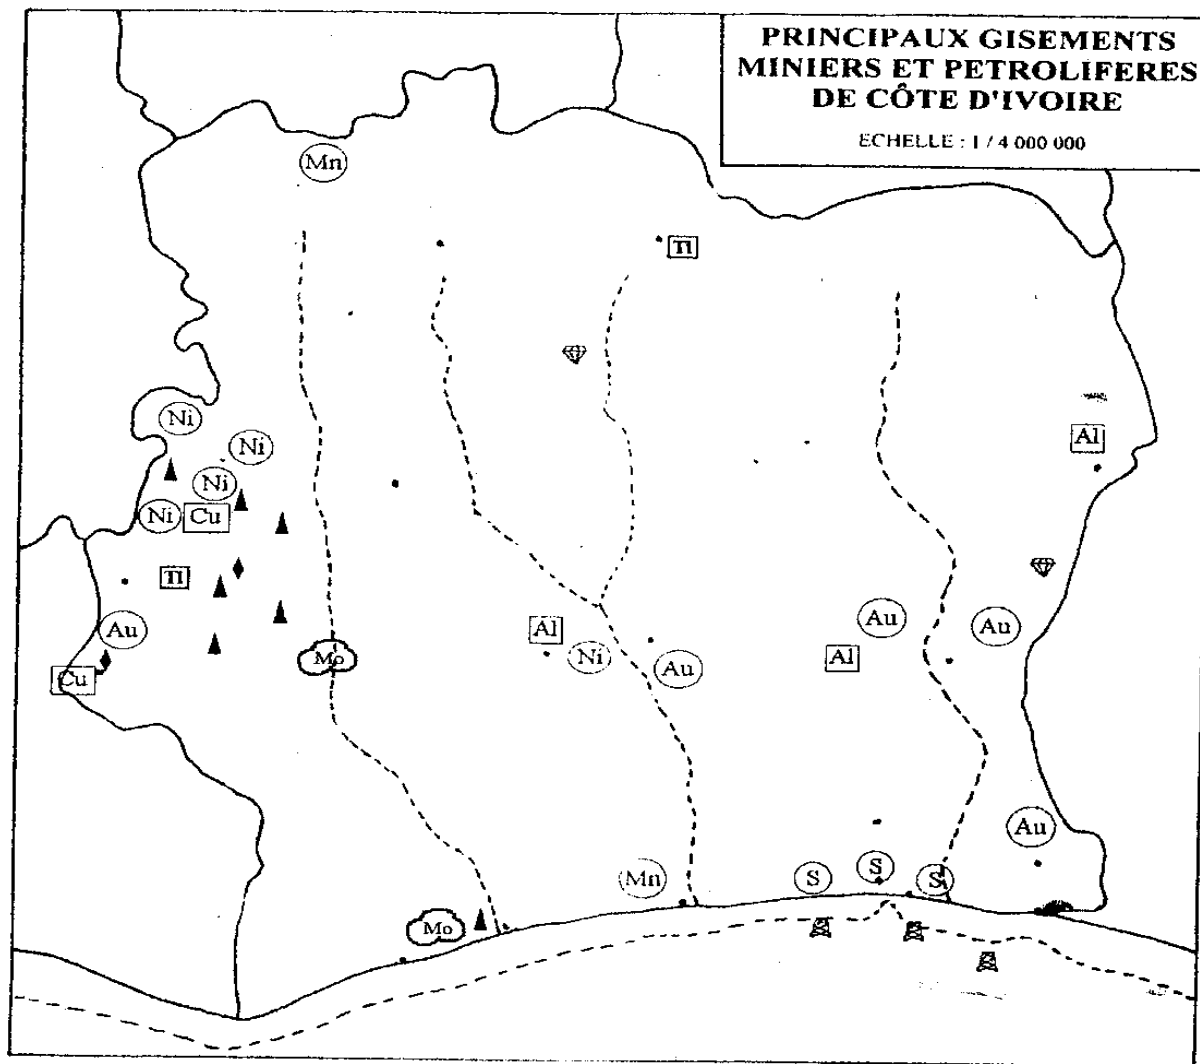 PRINCIPAUX GISEMENTS
MINIERS ET PETROLIFERES
DE CÔTE D'IVOIRE
ECHELLE : 1 / 4 000 000
Mn
TI
Ni
Al
Ni
Ni
Ni
Cu
TI
Au
Al
Au
Au
Mo
Ni
Al
Au
Cu
Au
Mn
S
S
S
Mo